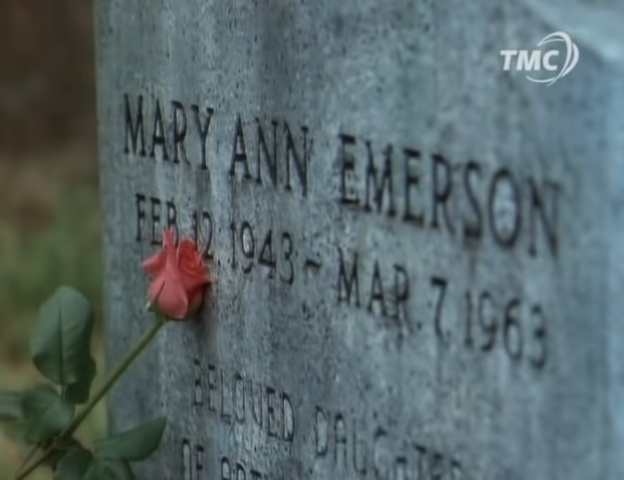 TMC
MARY ANN EMERSON
FEB. 12, 1943 – MAR. 7, 1963
BELOVED DAUGHTER
OF